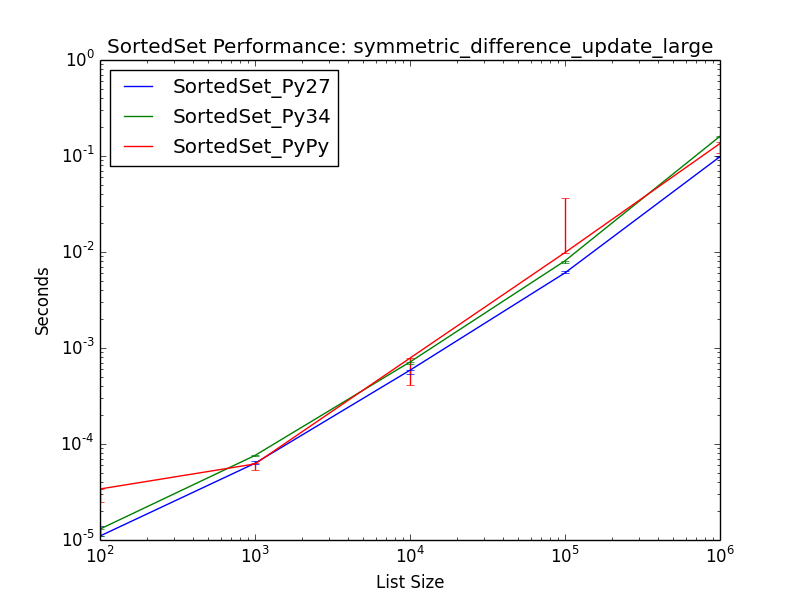 SortedSet Performance: symmetric_difference_update_large
10^0
SortedSet_Py27
SortedSet_Py34
SortedSet_PyPy
10^-1
10^-2
Seconds
10^-3
10^-4
10^-5
10^2 10^3 10^4 10^5 10^6
List Size